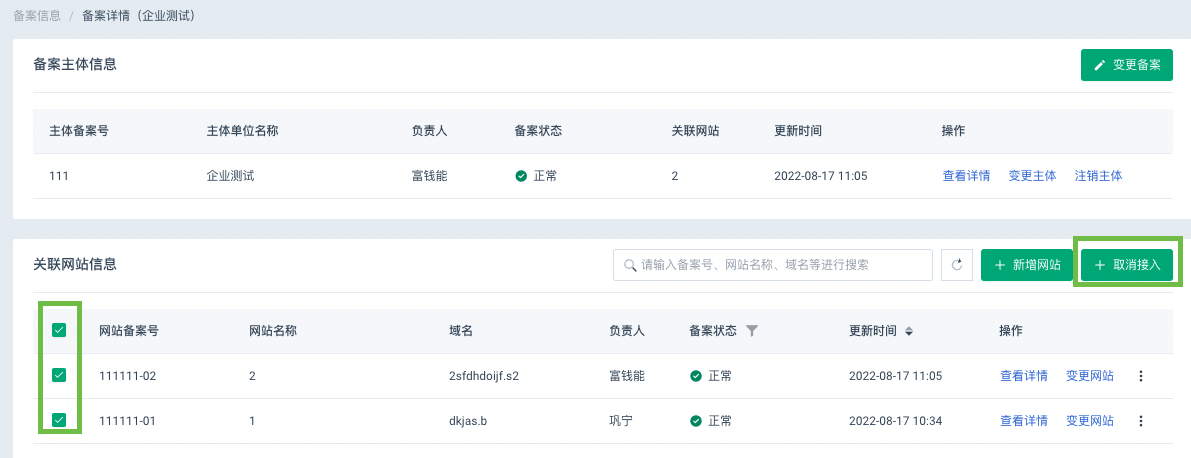 备案信息 / 备案详情（企业测试）
备案主体信息
变更备案
主体备案号 主体单位名称 负责人 备案状态 关联网站 更新时间 操作
111 企业测试 富钱能 正常 2 2022-08-17 11:05 查看详情 变更主体 注销主体
关联网站信息
请输入备案号、网站名称、域名等进行搜索
新增网站
取消接入
网站备案号 网站名称 域名 负责人 备案状态 更新时间 操作
111111-02 2 2sfdhdoijf.s2 富钱能 正常 2022-08-17 11:05 查看详情 变更网站
111111-01 1 dkjas.b 巩宁 正常 2022-08-17 10:34 查看详情 变更网站